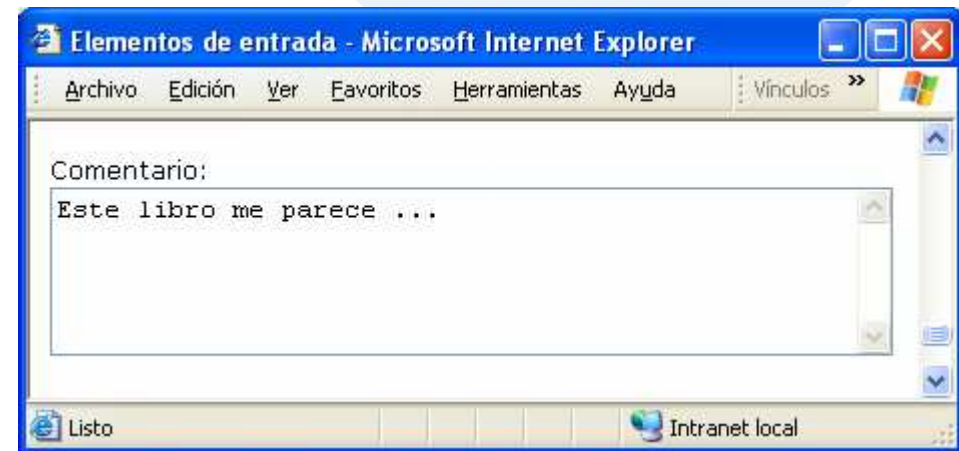 Elementos de entrada - Microsoft Internet Explorer
Archivo Edición Ver Favoritos Herramientas Ayuda Vínculos »
Comentario:
Este libro me parece ...
Listo Intranet local